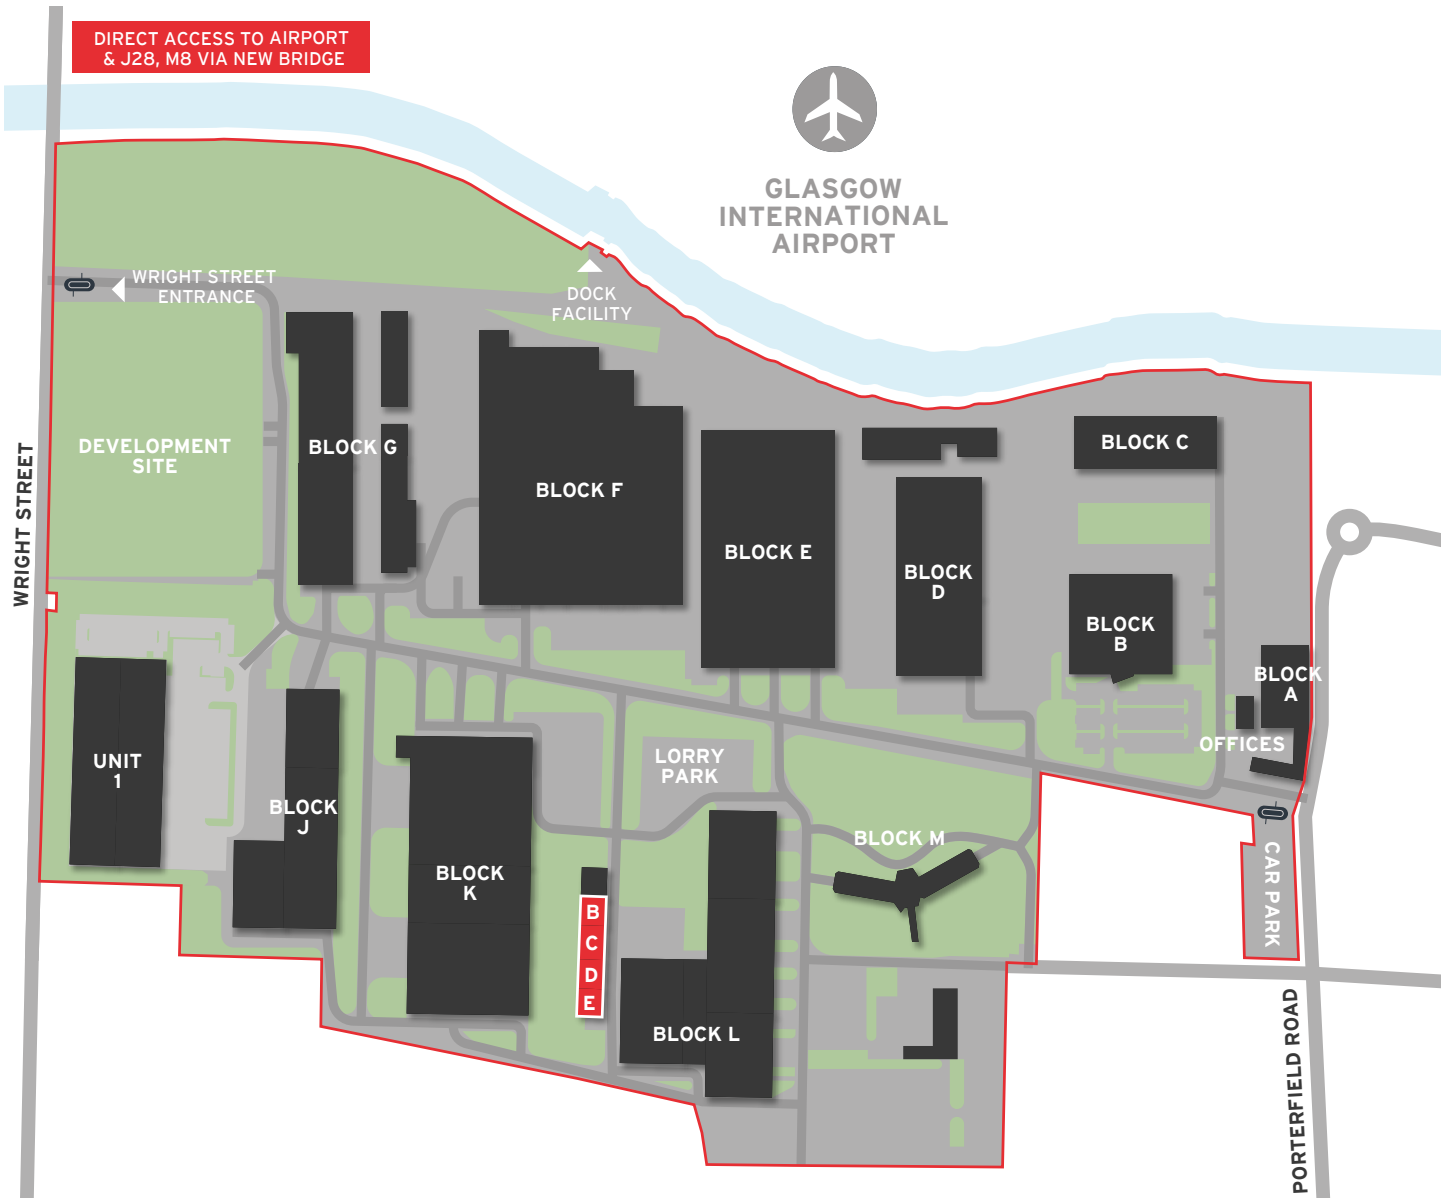 DIRECT ACCESS TO AIRPORT
& J28, M8 VIA NEW BRIDGE
GLASGOW
INTERNATIONAL
AIRPORT
WRIGHT STREET
ENTRANCE
DOCK
FACILITY
DEVELOPMENT
SITE
BLOCK G
BLOCK F
BLOCK E
BLOCK
D
BLOCK C
BLOCK
B
BLOCK
A
OFFICES
WRIGHT STREET
UNIT
1
BLOCK
J
BLOCK
K
LORRY
PARK
BLOCK M
B
C
D
E
BLOCK L
CAR PARK
PORTERFIELD ROAD